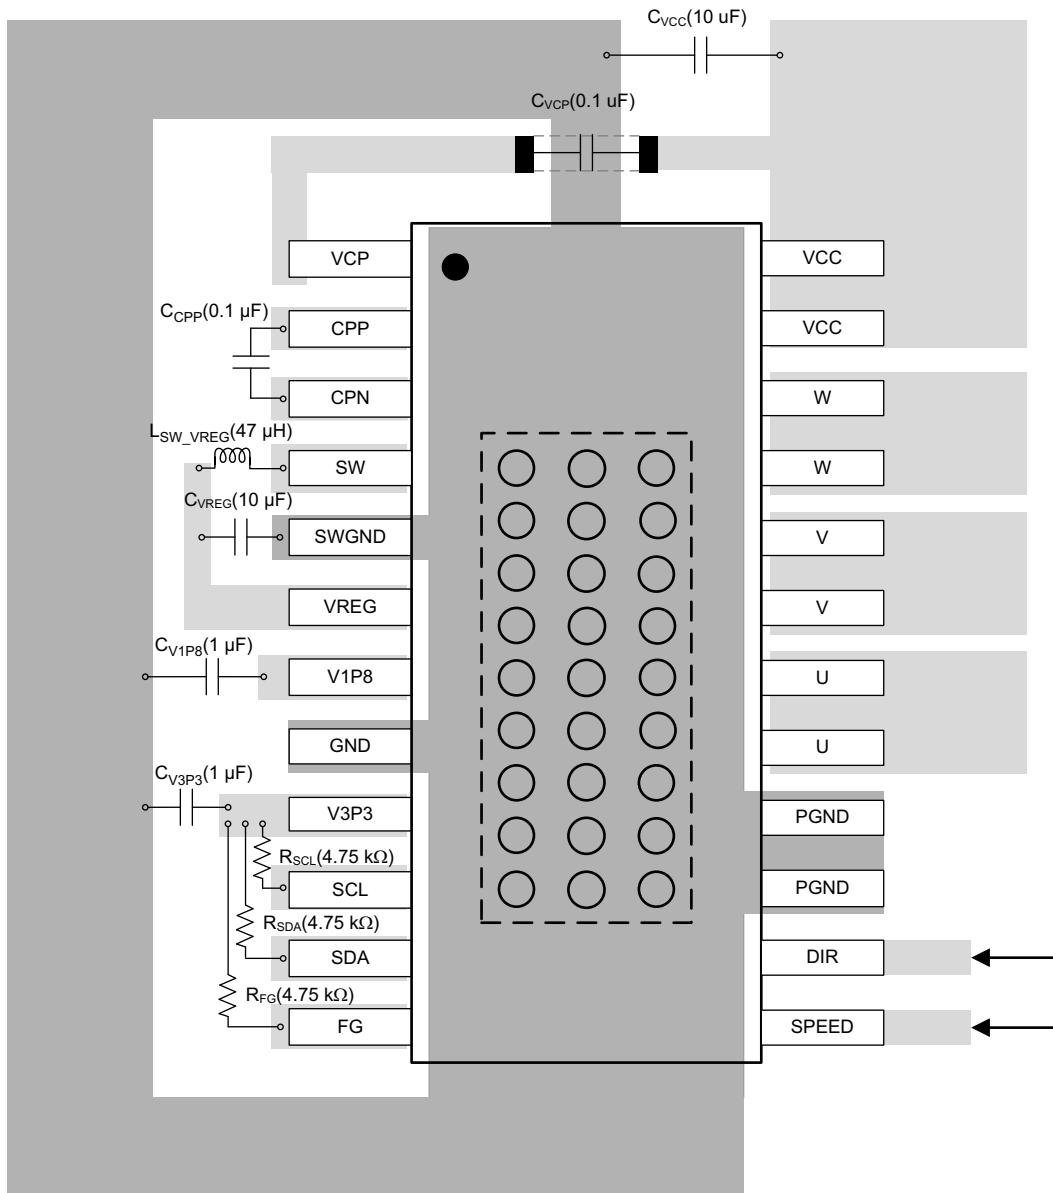 C_VCC(10 uF)
C_VCP(0.1 uF)
VCP
VCC
C_CPP(0.1 µF)
CPP
VCC
CPN
W
L_SW_VREG(47 µH)
SW
W
C_VREG(10 µF)
SWGND
V
VREG
V
C_V1P8(1 µF)
V1P8
U
GND
U
C_V3P3(1 µF)
V3P3
PGND
R_SCL(4.75 kΩ)
SCL
PGND
R_SDA(4.75 kΩ)
SDA
DIR
R_FG(4.75 kΩ)
FG
SPEED